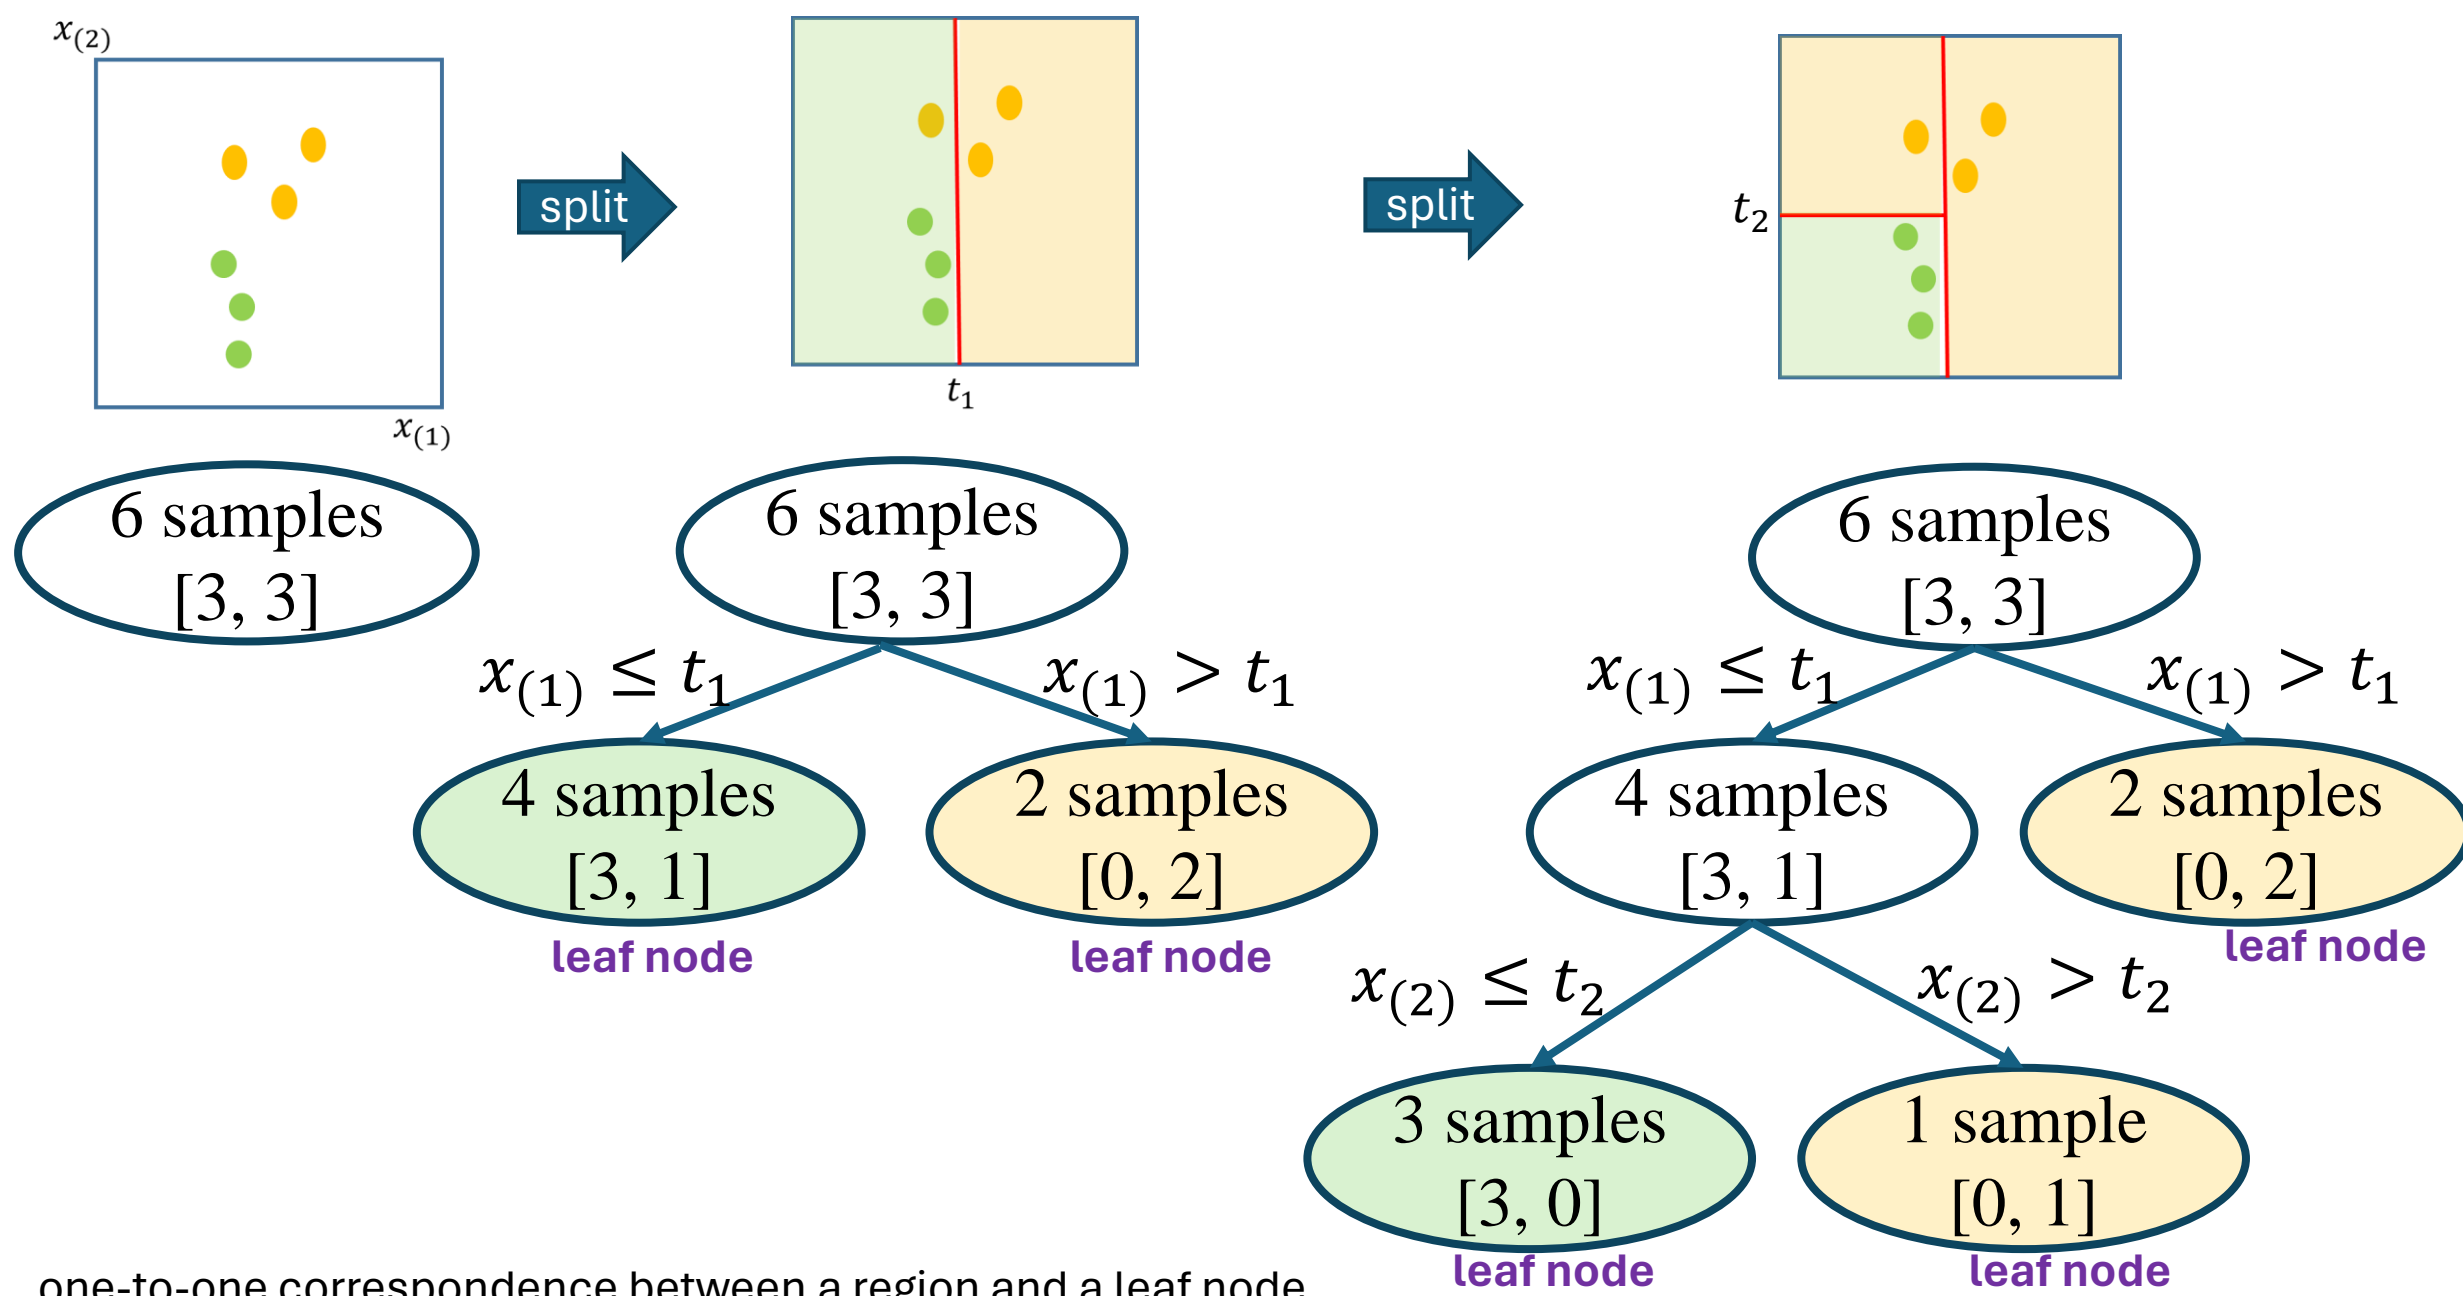 x(2)
x(1)
split
t1
split
t2
6 samples
[3, 3]
6 samples
[3, 3]
x(1) ≤ t1
x(1) > t1
4 samples
[3, 1]
leaf node
2 samples
[0, 2]
leaf node
6 samples
[3, 3]
x(1) ≤ t1
x(1) > t1
4 samples
[3, 1]
2 samples
[0, 2]
leaf node
x(2) ≤ t2
x(2) > t2
3 samples
[3, 0]
leaf node
1 sample
[0, 1]
leaf node
one-to-one correspondence between a region and a leaf node